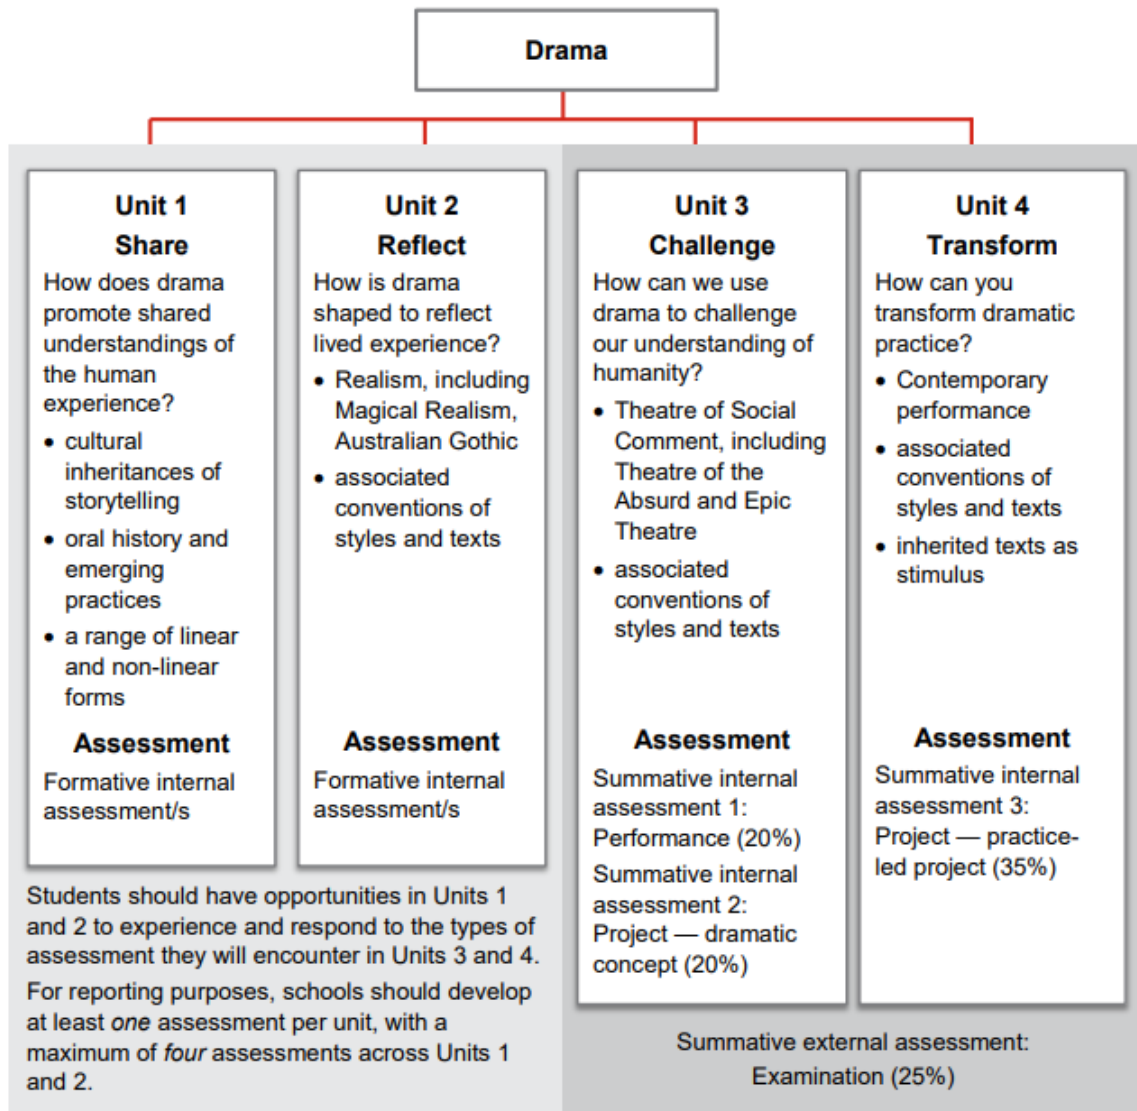 Drama
Unit 1
Share
How does drama
promote shared
understandings of
the human
experience?
• cultural
inheritances of
storytelling
• oral history and
emerging
practices
• a range of linear
and non-linear
forms
Assessment
Formative internal
assessment/s
Unit 2
Reflect
How is drama
shaped to reflect
lived experience?
• Realism, including
Magical Realism,
Australian Gothic
• associated
conventions of
styles and texts
Assessment
Formative internal
assessment/s
Students should have opportunities in Units 1
and 2 to experience and respond to the types of
assessment they will encounter in Units 3 and 4.
For reporting purposes, schools should develop
at least one assessment per unit, with a
maximum of four assessments across Units 1
and 2.
Unit 3
Challenge
How can we use
drama to challenge
our understanding of
humanity?
• Theatre of Social
Comment, including
Theatre of the
Absurd and Epic
Theatre
• associated
conventions of
styles and texts
Assessment
Summative internal
assessment 1:
Performance (20%)
Summative internal
assessment 2:
Project — dramatic
concept (20%)
Unit 4
Transform
How can you
transform dramatic
practice?
• Contemporary
performance
• associated
conventions of
styles and texts
• inherited texts as
stimulus
Assessment
Summative internal
assessment 3:
Project — practice-
led project (35%)
Summative external assessment:
Examination (25%)